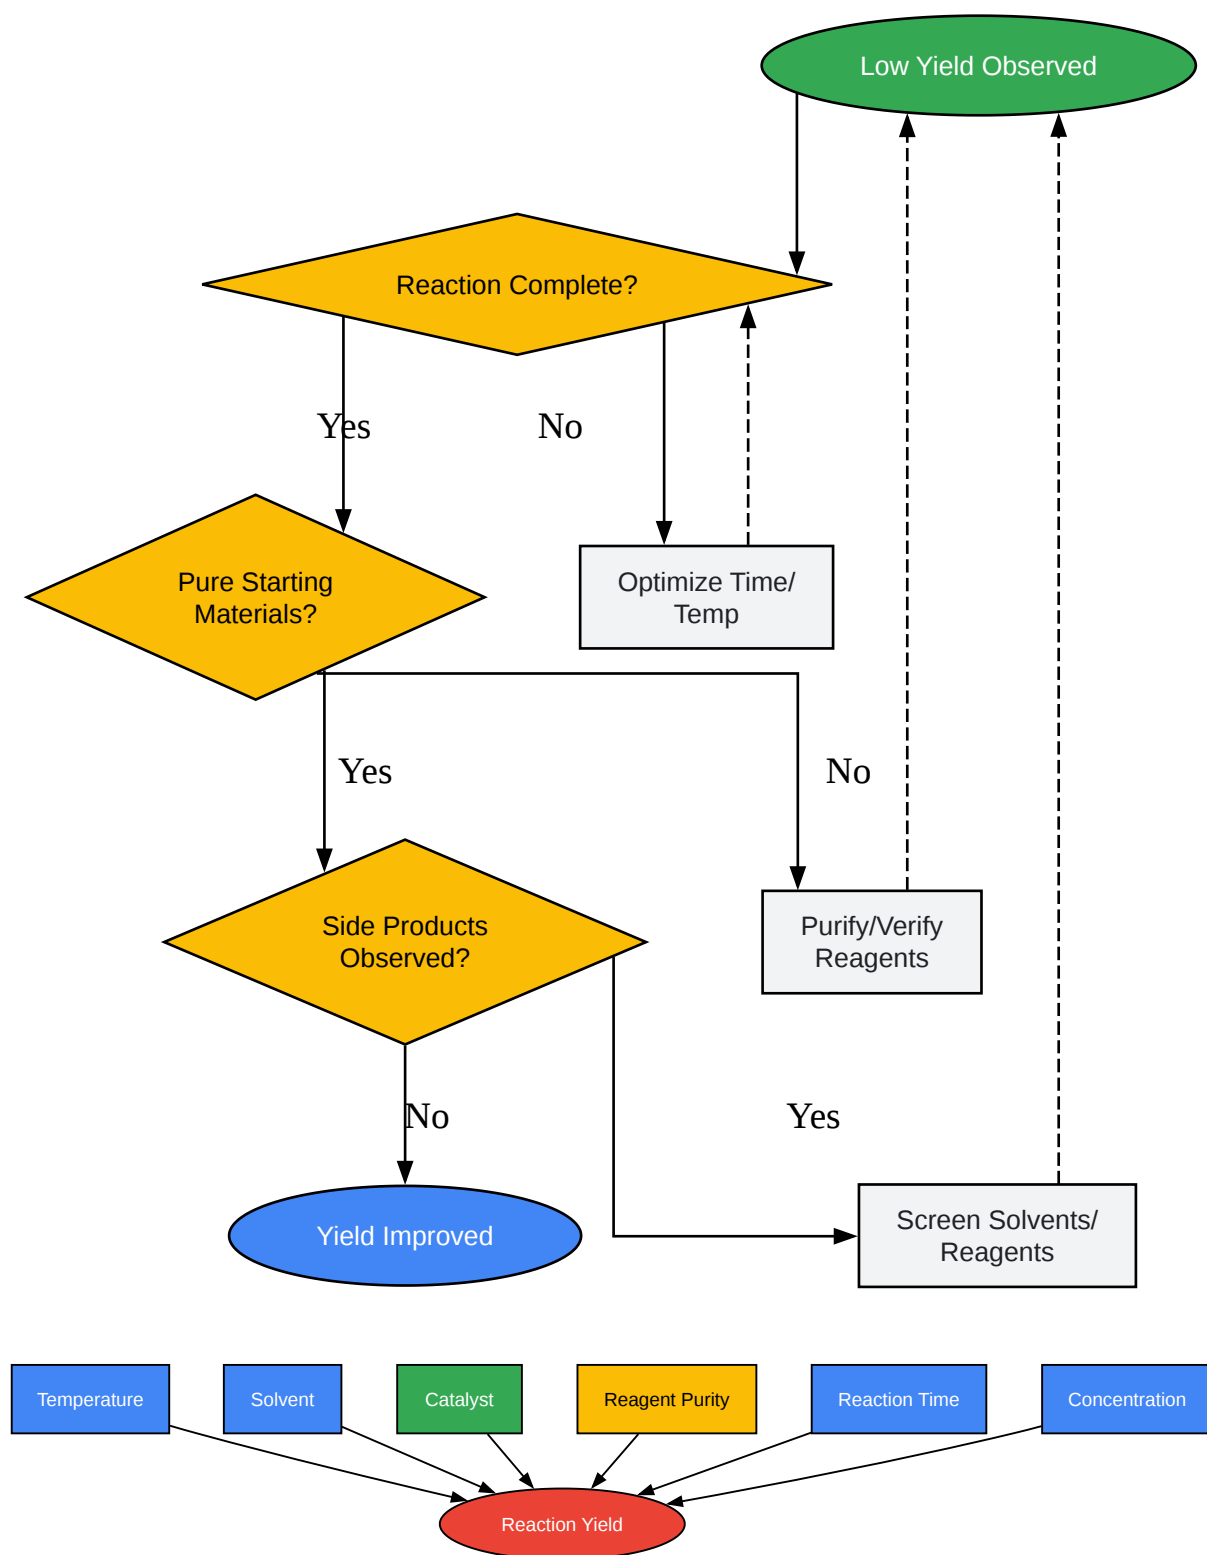 Low Yield Observed
Reaction Complete?
Yes
No
Pure Starting
Materials?
Optimize Time/
Temp
Yes
No
Side Products
Observed?
Purify/Verify
Reagents
No
Yes
Yield Improved
Screen Solvents/
Reagents
Temperature
Solvent
Catalyst
Reagent Purity
Reaction Time
Concentration
Reaction Yield